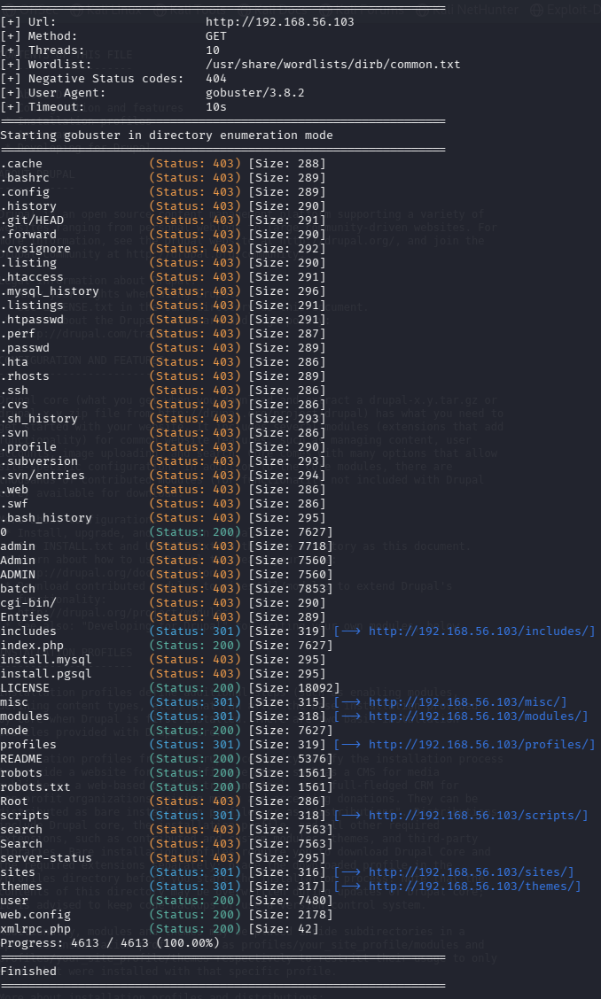 [+] Url:                     http://192.168.56.103
[+] Method:                  GET
[+] Threads:                 10
[+] Wordlist:                /usr/share/wordlists/dirb/common.txt
[+] Negative Status codes:   404
[+] User Agent:              gobuster/3.8.2
[+] Timeout:                 10s
Starting gobuster in directory enumeration mode
.cache               (Status: 403) [Size: 288]
.bashrc              (Status: 403) [Size: 289]
.config              (Status: 403) [Size: 289]
.history             (Status: 403) [Size: 290]
.git/HEAD            (Status: 403) [Size: 291]
.forward             (Status: 403) [Size: 290]
.cvsignore           (Status: 403) [Size: 292]
.listing             (Status: 403) [Size: 290]
.htaccess            (Status: 403) [Size: 291]
.mysql_history       (Status: 403) [Size: 296]
.listings            (Status: 403) [Size: 291]
.htpasswd            (Status: 403) [Size: 291]
.perf                (Status: 403) [Size: 287]
.passwd              (Status: 403) [Size: 289]
.hta                 (Status: 403) [Size: 286]
.rhosts              (Status: 403) [Size: 289]
.ssh                 (Status: 403) [Size: 286]
.cvs                 (Status: 403) [Size: 286]
.sh_history          (Status: 403) [Size: 293]
.svn                 (Status: 403) [Size: 286]
.profile             (Status: 403) [Size: 290]
.subversion          (Status: 403) [Size: 293]
.svn/entries         (Status: 403) [Size: 294]
.web                 (Status: 403) [Size: 286]
.swf                 (Status: 403) [Size: 286]
.bash_history        (Status: 403) [Size: 295]
0                    (Status: 200) [Size: 7627]
admin                (Status: 403) [Size: 7718]
Admin                (Status: 403) [Size: 7560]
ADMIN                (Status: 403) [Size: 7560]
batch                (Status: 403) [Size: 7853]
cgi-bin/             (Status: 403) [Size: 290]
Entries              (Status: 403) [Size: 289]
includes             (Status: 301) [Size: 319] [--> http://192.168.56.103/includes/]
index.php            (Status: 200) [Size: 7627]
install.mysql        (Status: 403) [Size: 295]
install.pgsql        (Status: 403) [Size: 295]
LICENSE              (Status: 200) [Size: 18092]
misc                 (Status: 301) [Size: 315] [--> http://192.168.56.103/misc/]
modules              (Status: 301) [Size: 318] [--> http://192.168.56.103/modules/]
node                 (Status: 200) [Size: 7627]
profiles             (Status: 301) [Size: 319] [--> http://192.168.56.103/profiles/]
README               (Status: 200) [Size: 5376]
robots               (Status: 200) [Size: 1561]
robots.txt           (Status: 200) [Size: 1561]
Root                 (Status: 403) [Size: 286]
scripts              (Status: 301) [Size: 318] [--> http://192.168.56.103/scripts/]
search               (Status: 403) [Size: 7563]
Search               (Status: 403) [Size: 7563]
server-status        (Status: 403) [Size: 295]
sites                (Status: 301) [Size: 316] [--> http://192.168.56.103/sites/]
themes               (Status: 301) [Size: 317] [--> http://192.168.56.103/themes/]
user                 (Status: 200) [Size: 7480]
web.config           (Status: 200) [Size: 2178]
xmlrpc.php           (Status: 200) [Size: 42]
Progress: 4613 / 4613 (100.00%)
Finished